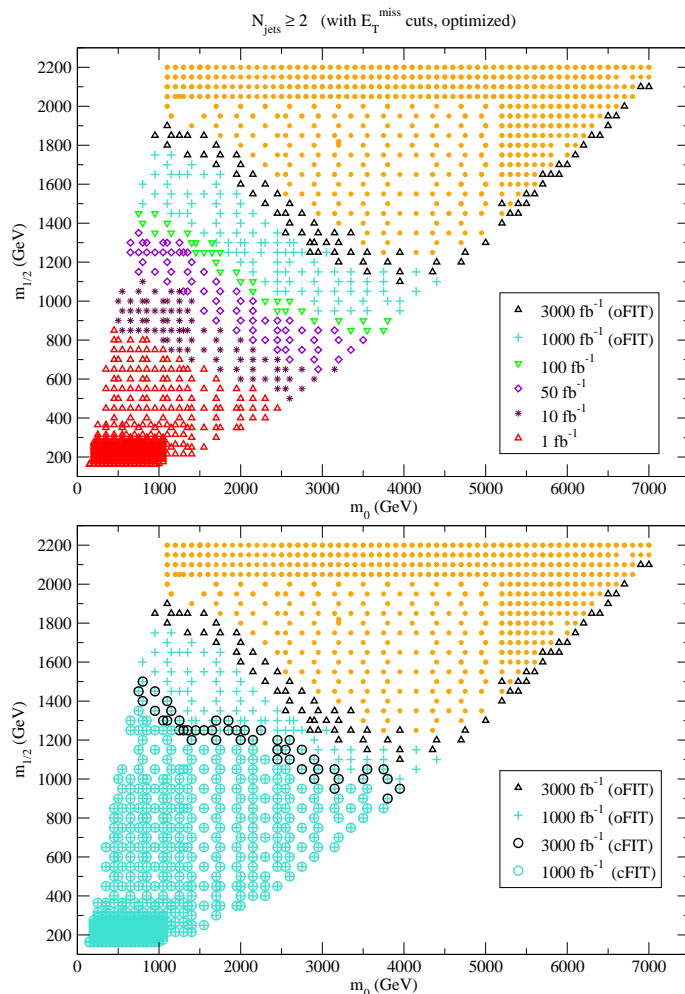 N_jets ≥ 2 (with E_T^miss cuts, optimized)
2200
2000
1800
1600
1400
1200
1000
800
600
400
200
m_1/2 (GeV)
3000 fb^-1 (oFIT)
1000 fb^-1 (oFIT)
100 fb^-1
50 fb^-1
10 fb^-1
1 fb^-1
0 1000 2000 3000 4000 5000 6000 7000
m_0 (GeV)
2200
2000
1800
1600
1400
1200
1000
800
600
400
200
m_1/2 (GeV)
3000 fb^-1 (oFIT)
1000 fb^-1 (oFIT)
3000 fb^-1 (cFIT)
1000 fb^-1 (cFIT)
0 1000 2000 3000 4000 5000 6000 7000
m_0 (GeV)